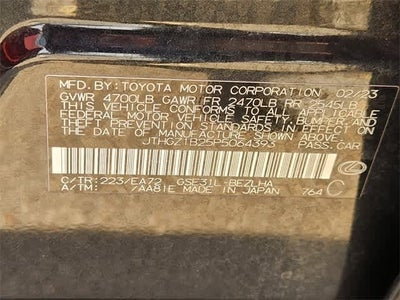 MFD. BY: TOYOTA MOTOR CORPORATION 02/23
GVWR 4700LB GAWR FR 2470LB RR 2545LB
THIS VEHICLE CONFORMS TO ALL APPLICABLE
FEDERAL MOTOR VEHICLE SAFETY, BUMPER, AND
THEFT PREVENTION STANDARDS IN EFFECT ON
THE DATE OF MANUFACTURE SHOWN ABOVE.
JTHGZ1B25P5064393 PASS.CAR
C/TR: 223/EA72 GSE31L-BEZLHA
A/TM: /AA81E MADE IN JAPAN 764 C